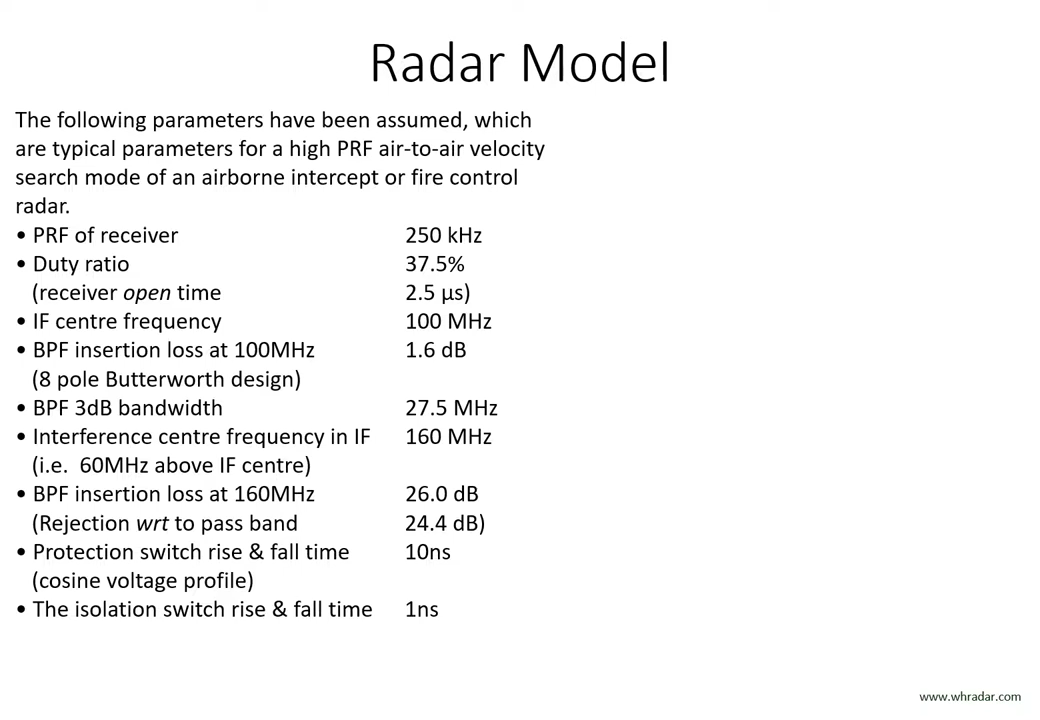 Radar Model
The following parameters have been assumed, which
are typical parameters for a high PRF air-to-air velocity
search mode of an airborne intercept or fire control
radar.
• PRF of receiver 250 kHz
• Duty ratio 37.5%
(receiver open time 2.5 µs)
• IF centre frequency 100 MHz
• BPF insertion loss at 100MHz 1.6 dB
(8 pole Butterworth design)
• BPF 3dB bandwidth 27.5 MHz
• Interference centre frequency in IF 160 MHz
(i.e. 60MHz above IF centre)
• BPF insertion loss at 160MHz 26.0 dB
(Rejection wrt to pass band 24.4 dB)
• Protection switch rise & fall time 10ns
(cosine voltage profile)
• The isolation switch rise & fall time 1ns
www.whradar.com